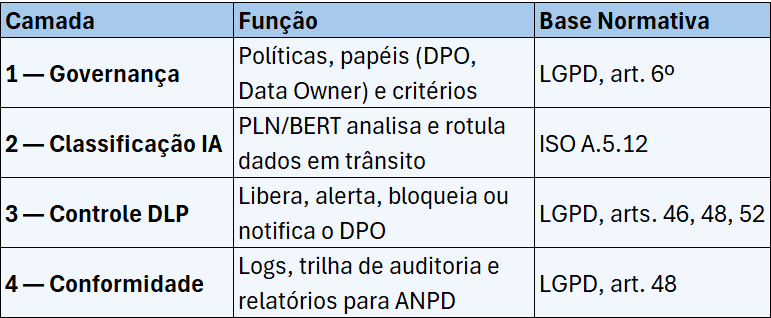 Camada Função Base Normativa
1 — Governança Políticas, papéis (DPO, Data Owner) e critérios LGPD, art. 6º
2 — Classificação IA PLN/BERT analisa e rotula dados em trânsito ISO A.5.12
3 — Controle DLP Libera, alerta, bloqueia ou notifica o DPO LGPD, arts. 46, 48, 52
4 — Conformidade Logs, trilha de auditoria e relatórios para ANPD LGPD, art. 48